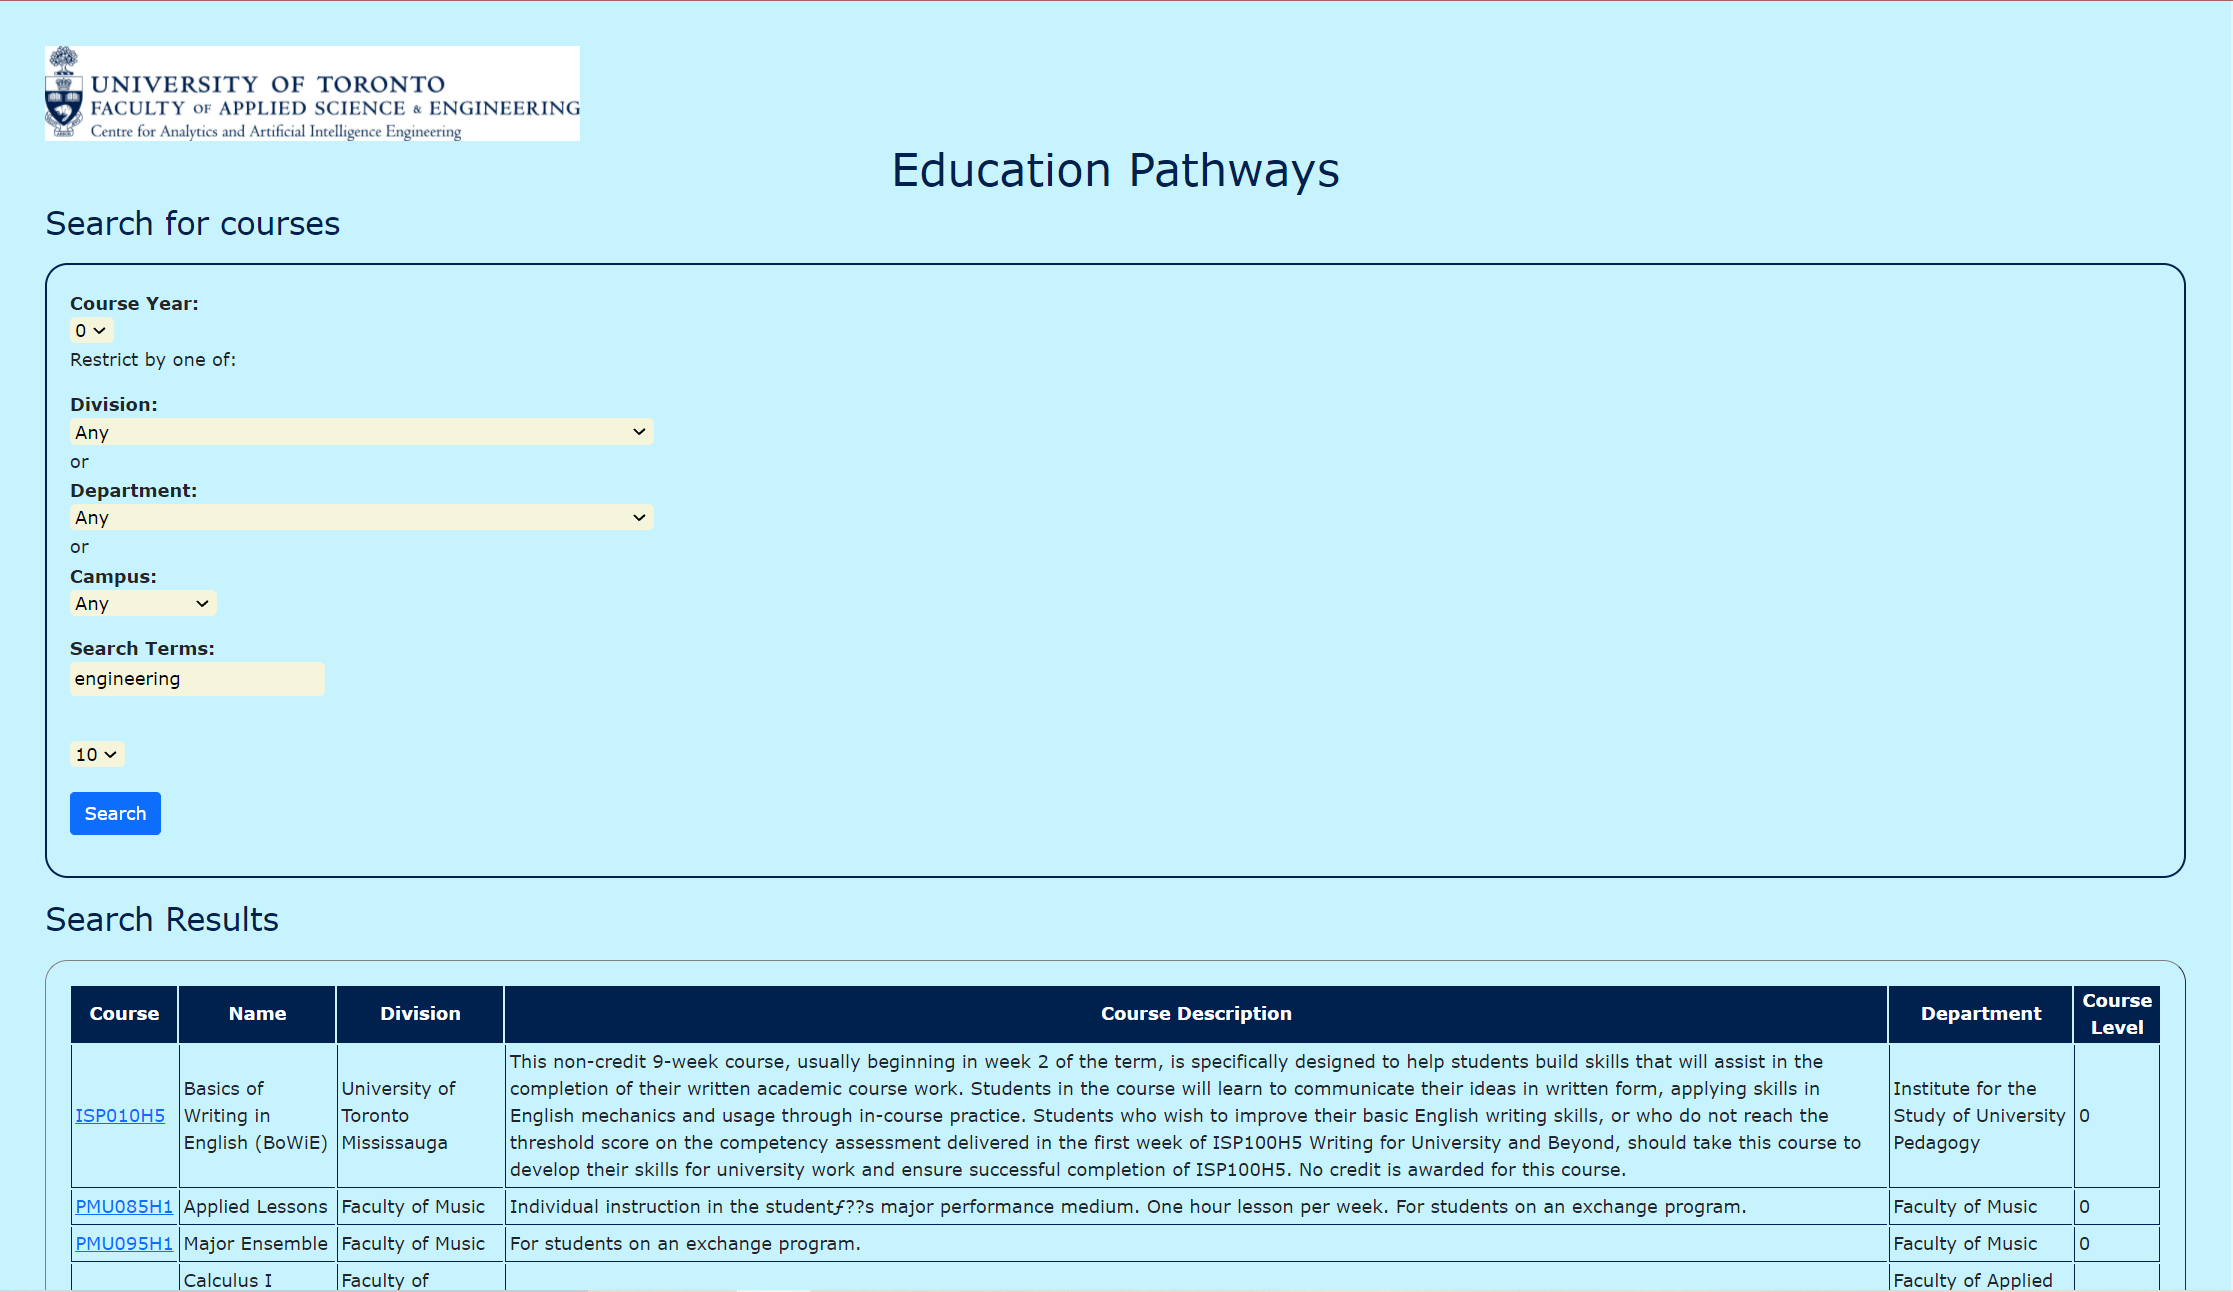 UNIVERSITY OF TORONTO
FACULTY OF APPLIED SCIENCE & ENGINEERING
Centre for Analytics and Artificial Intelligence Engineering
Education Pathways
Search for courses
Course Year:
0
Restrict by one of:
Division:
Any
or
Department:
Any
or
Campus:
Any
Search Terms:
engineering
10
Search
Search Results
Course
Name
Division
Course Description
Department
Course
Level
ISP010H5
Basics of
Writing in
English (BoWiE)
University of
Toronto
Mississauga
This non-credit 9-week course, usually beginning in week 2 of the term, is specifically designed to help students build skills that will assist in the
completion of their written academic course work. Students in the course will learn to communicate their ideas in written form, applying skills in
English mechanics and usage through in-course practice. Students who wish to improve their basic English writing skills, or who do not reach the
threshold score on the competency assessment delivered in the first week of ISP100H5 Writing for University and Beyond, should take this course to
develop their skills for university work and ensure successful completion of ISP100H5. No credit is awarded for this course.
Institute for the
Study of University
Pedagogy
0
PMU085H1
Applied Lessons
Faculty of Music
Individual instruction in the studentƒ??s major performance medium. One hour lesson per week. For students on an exchange program.
Faculty of Music
0
PMU095H1
Major Ensemble
Faculty of Music
For students on an exchange program.
Faculty of Music
0
Calculus I
Faculty of
Faculty of Applied